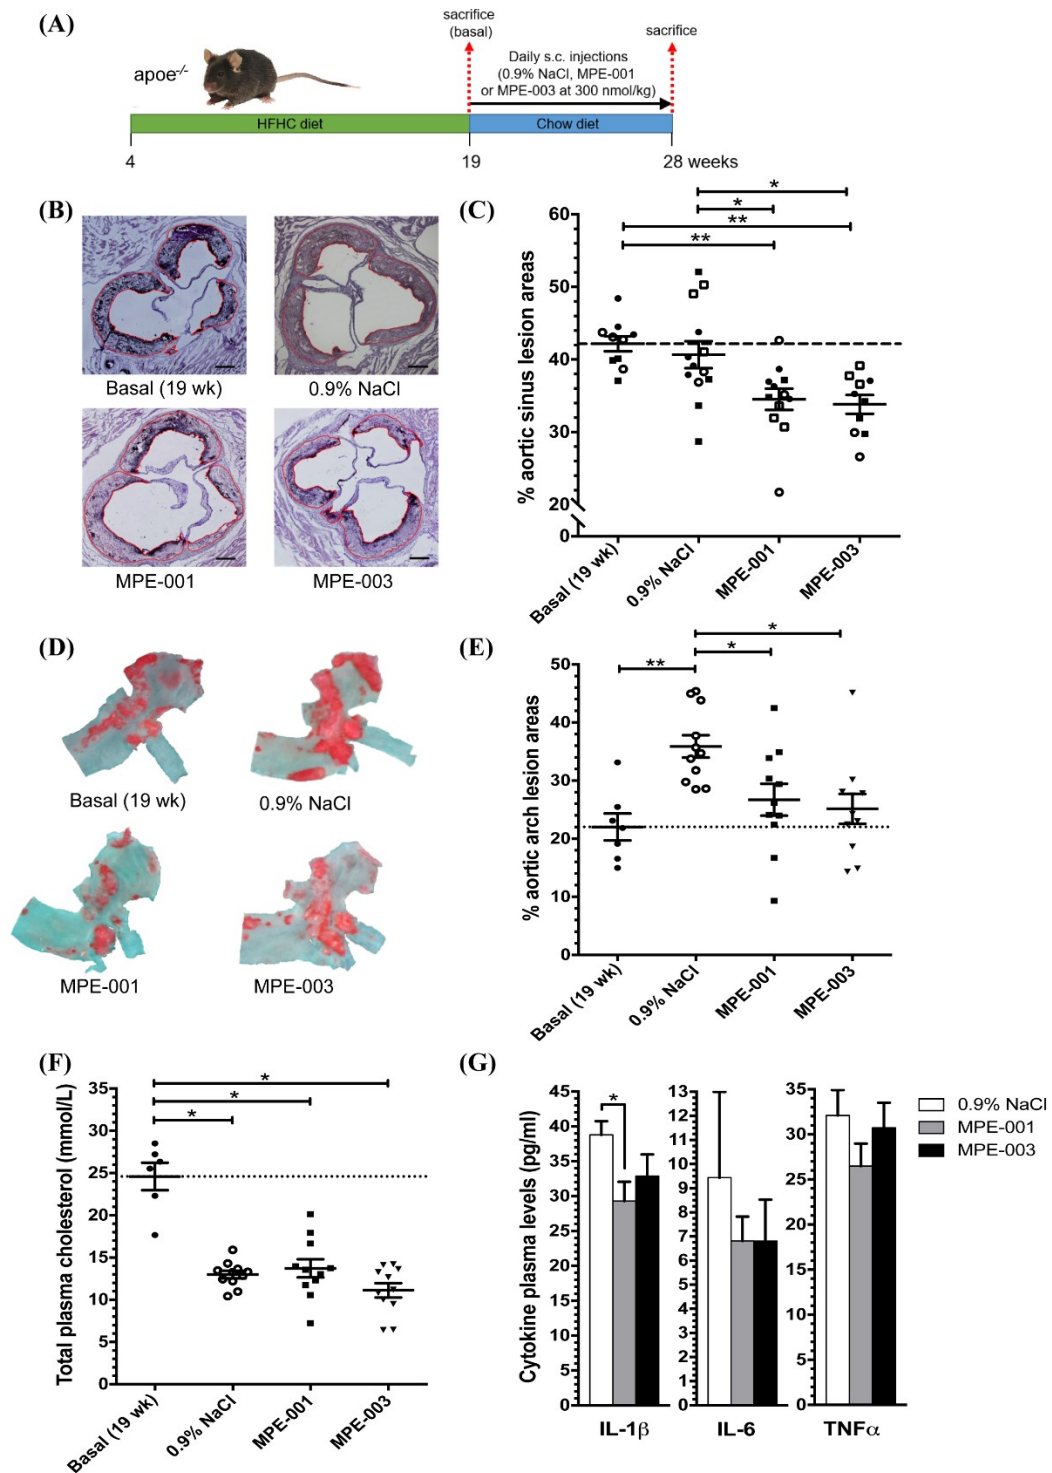 (A)
sacrifice
(basal)
sacrifice
apoe-/-
Daily s.c. injections
(0.9% NaCl, MPE-001
or MPE-003 at 300 nmol/kg)
HFHC diet
Chow diet
4
19
28 weeks
(B)
Basal (19 wk)
0.9% NaCl
MPE-001
MPE-003
(C)
% aortic sinus lesion areas
60
50
40
30
20
0
*
*
**
**
Basal (19 wk)
0.9% NaCl
MPE-001
MPE-003
(D)
Basal (19 wk)
0.9% NaCl
MPE-001
MPE-003
(E)
% aortic arch lesion areas
50
40
30
20
10
0
*
*
**
Basal (19 wk)
0.9% NaCl
MPE-001
MPE-003
(F)
Total plasma cholesterol (mmol/L)
35
30
25
20
15
10
5
0
*
*
*
Basal (19 wk)
0.9% NaCl
MPE-001
MPE-003
(G)
Cytokine plasma levels (pg/ml)
45
40
35
30
25
20
15
10
5
0
*
IL-1β
13
12
11
10
9
8
7
6
5
4
3
2
1
0
IL-6
35
30
25
20
15
10
5
0
TNFα
0.9% NaCl
MPE-001
MPE-003